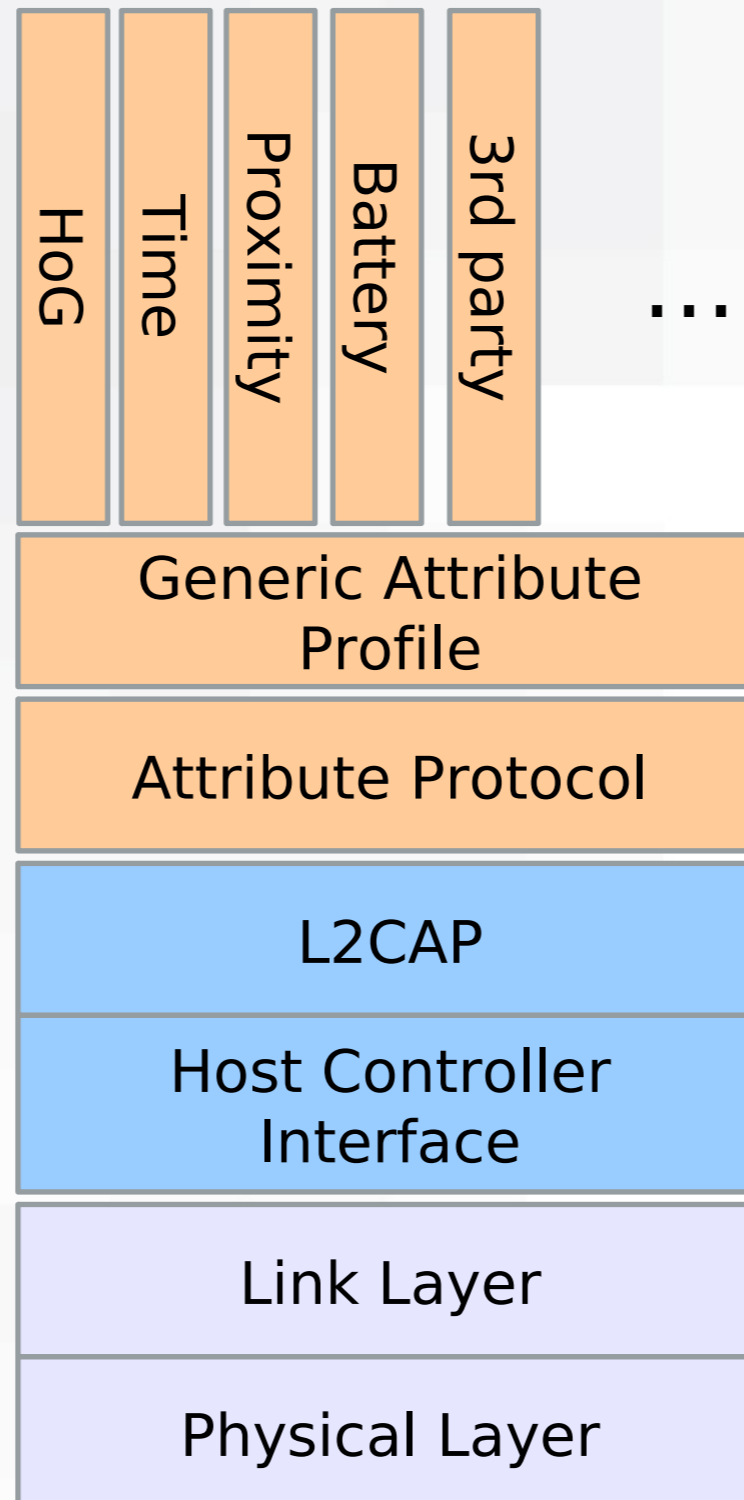 HoG
Time
Proximity
Battery
3rd party
...
Generic Attribute
Profile
Attribute Protocol
L2CAP
Host Controller
Interface
Link Layer
Physical Layer